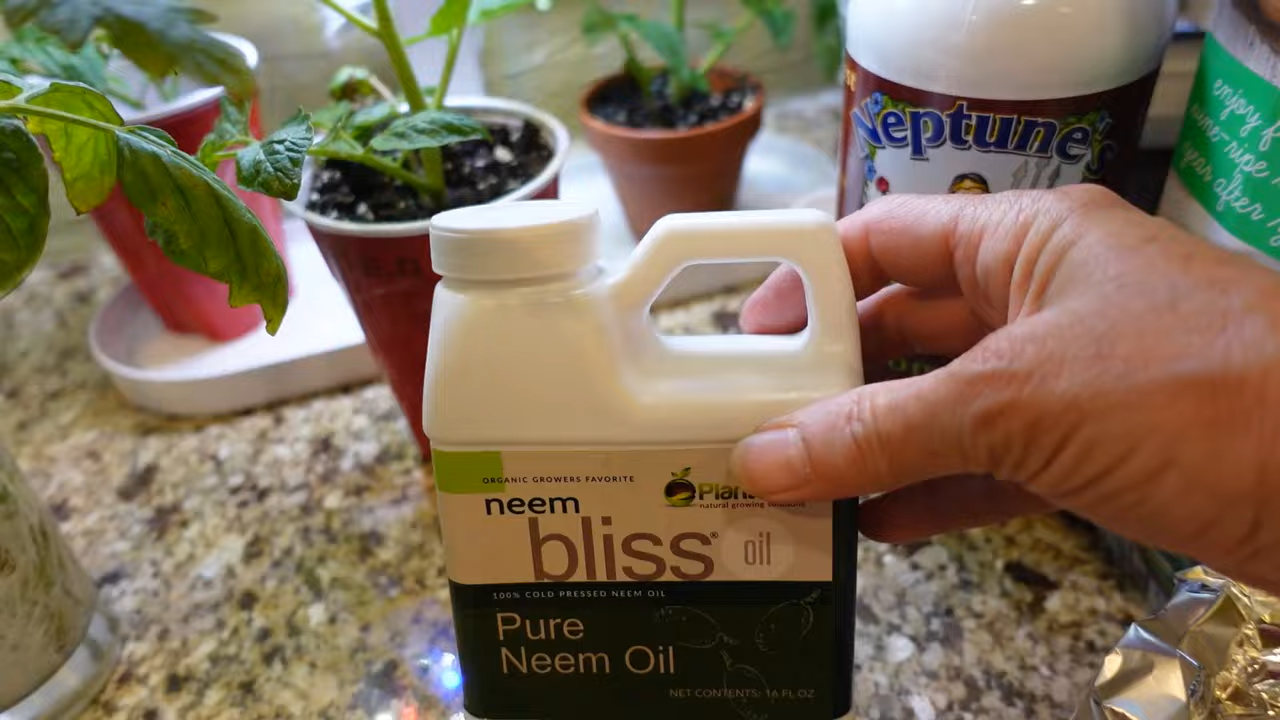 Neptune's
enjoy f
ripe
year after
ORGANIC GROWERS FAVORITE
neem
bliss®
oil
natural growing solutions
100% COLD PRESSED NEEM OIL
Pure
Neem Oil
NET CONTENTS: 16 FL OZ